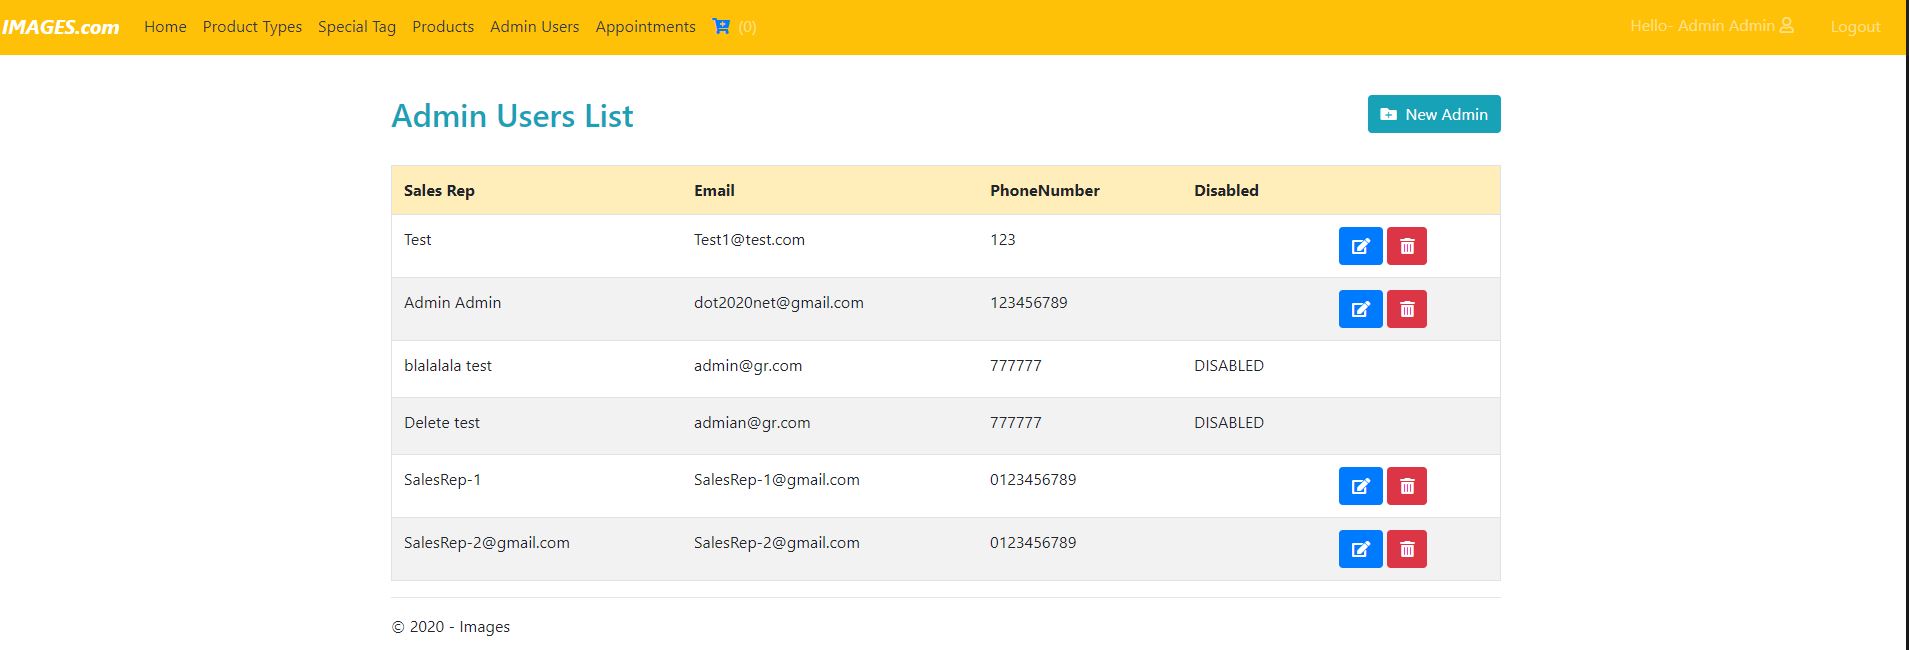 IMAGES.com Home Product Types Special Tag Products Admin Users Appointments (0) Hello- Admin Admin Logout
Admin Users List New Admin
Sales Rep Email PhoneNumber Disabled
Test Test1@test.com 123
Admin Admin dot2020net@gmail.com 123456789
blalalala test admin@gr.com 777777 DISABLED
Delete test admian@gr.com 777777 DISABLED
SalesRep-1 SalesRep-1@gmail.com 0123456789
SalesRep-2@gmail.com SalesRep-2@gmail.com 0123456789
© 2020 - Images